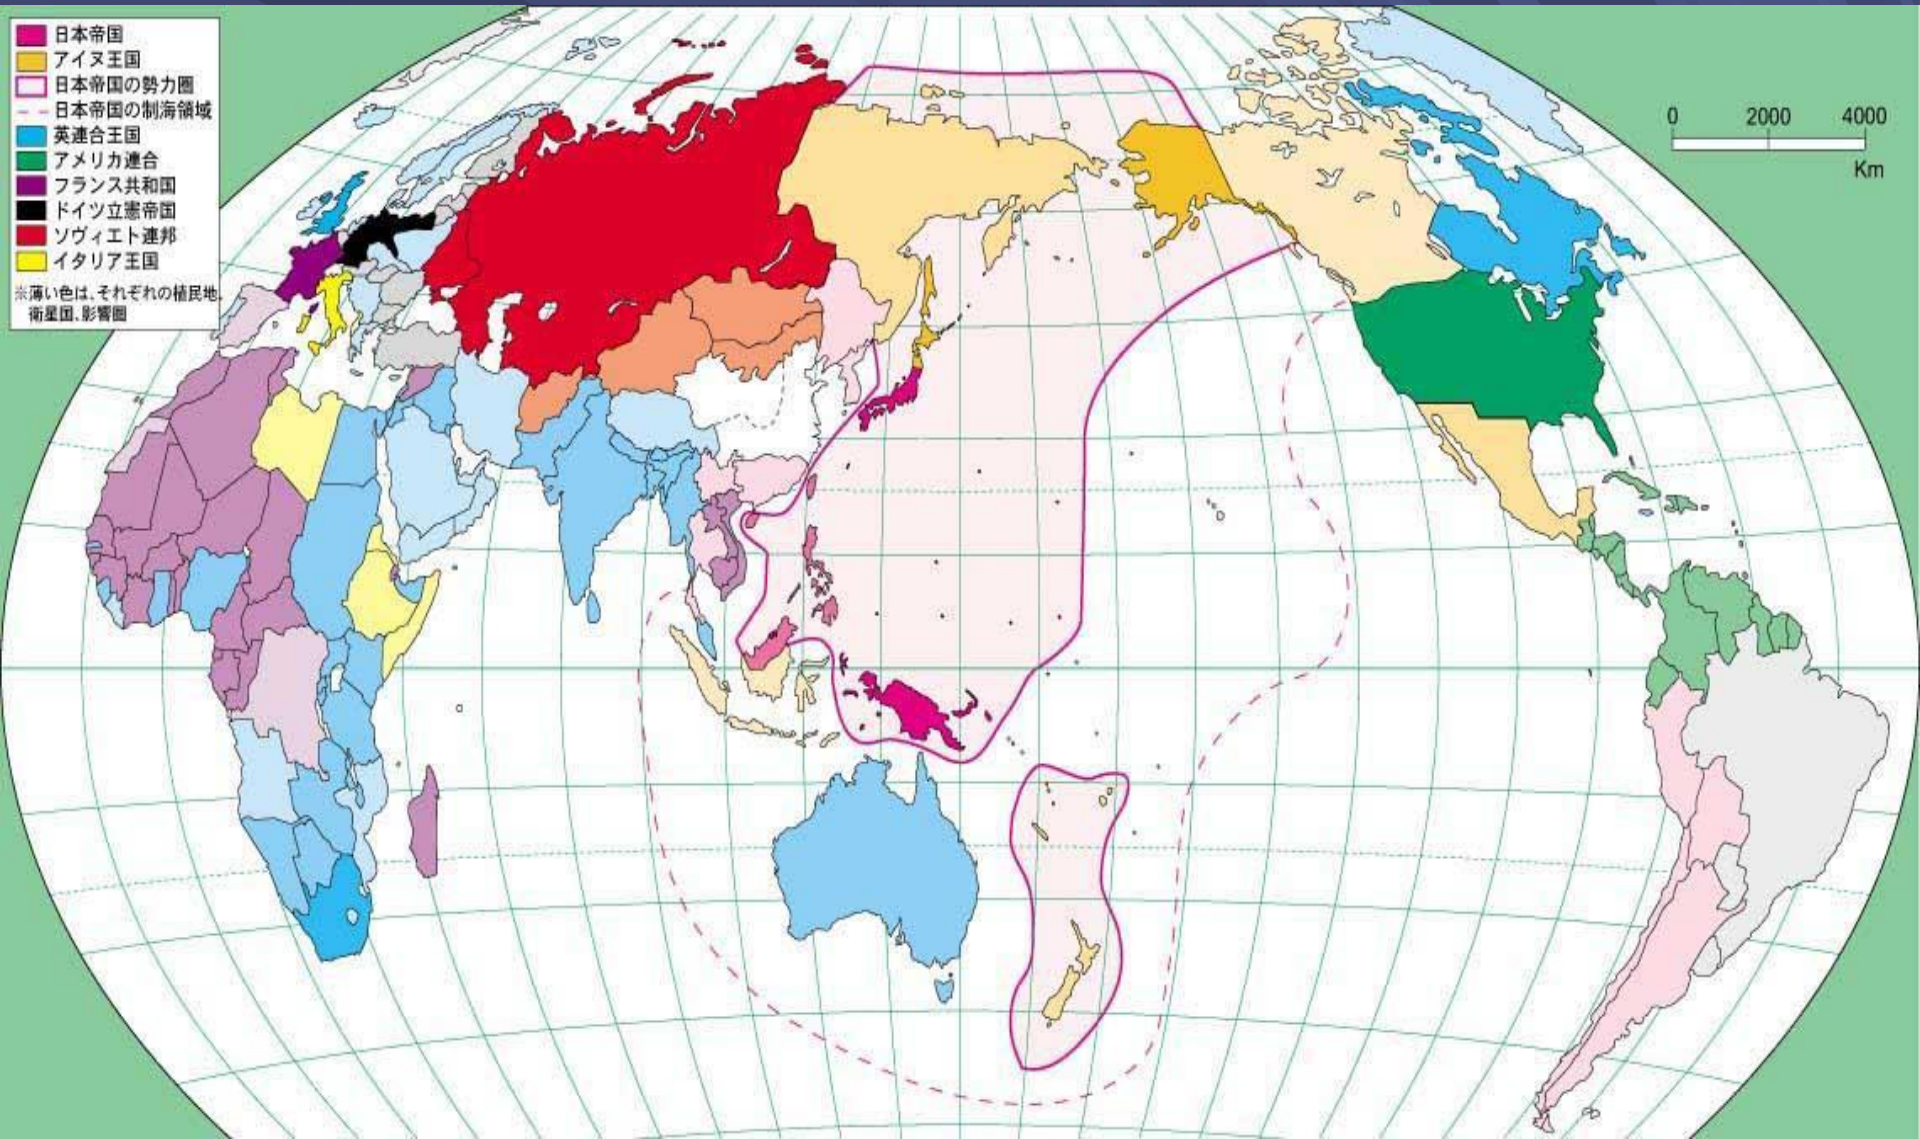 日本帝国
アイヌ王国
日本帝国の勢力圏
日本帝国の制海領域
英連合王国
アメリカ連合
フランス共和国
ドイツ立憲帝国
ソヴィエト連邦
イタリア王国
※薄い色は、それぞれの植民地、
衛星国、影響圏
0 2000 4000
Km